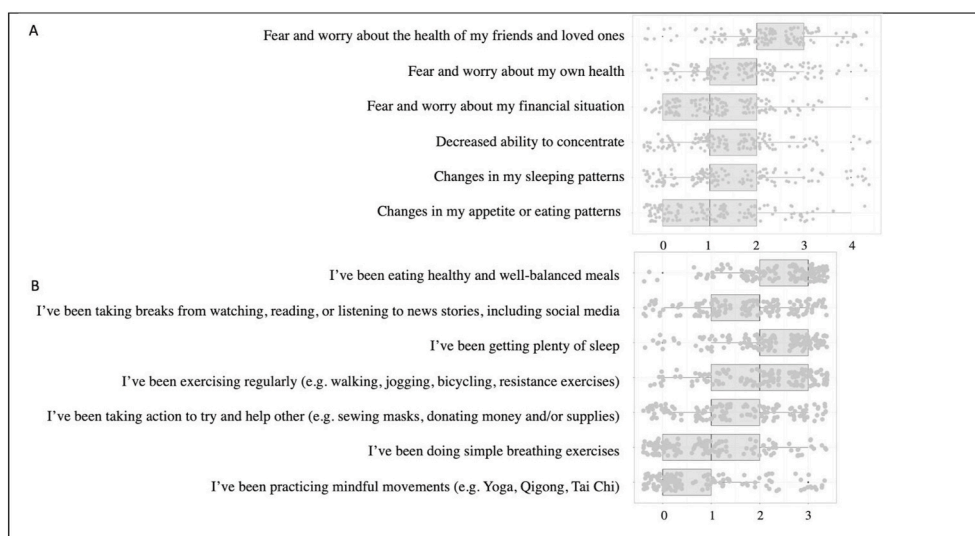 A
Fear and worry about the health of my friends and loved ones
Fear and worry about my own health
Fear and worry about my financial situation
Decreased ability to concentrate
Changes in my sleeping patterns
Changes in my appetite or eating patterns
0 1 2 3 4
B
I've been eating healthy and well-balanced meals
I've been taking breaks from watching, reading, or listening to news stories, including social media
I've been getting plenty of sleep
I've been exercising regularly (e.g. walking, jogging, bicycling, resistance exercises)
I've been taking action to try and help other (e.g. sewing masks, donating money and/or supplies)
I've been doing simple breathing exercises
I've been practicing mindful movements (e.g. Yoga, Qigong, Tai Chi)
0 1 2 3